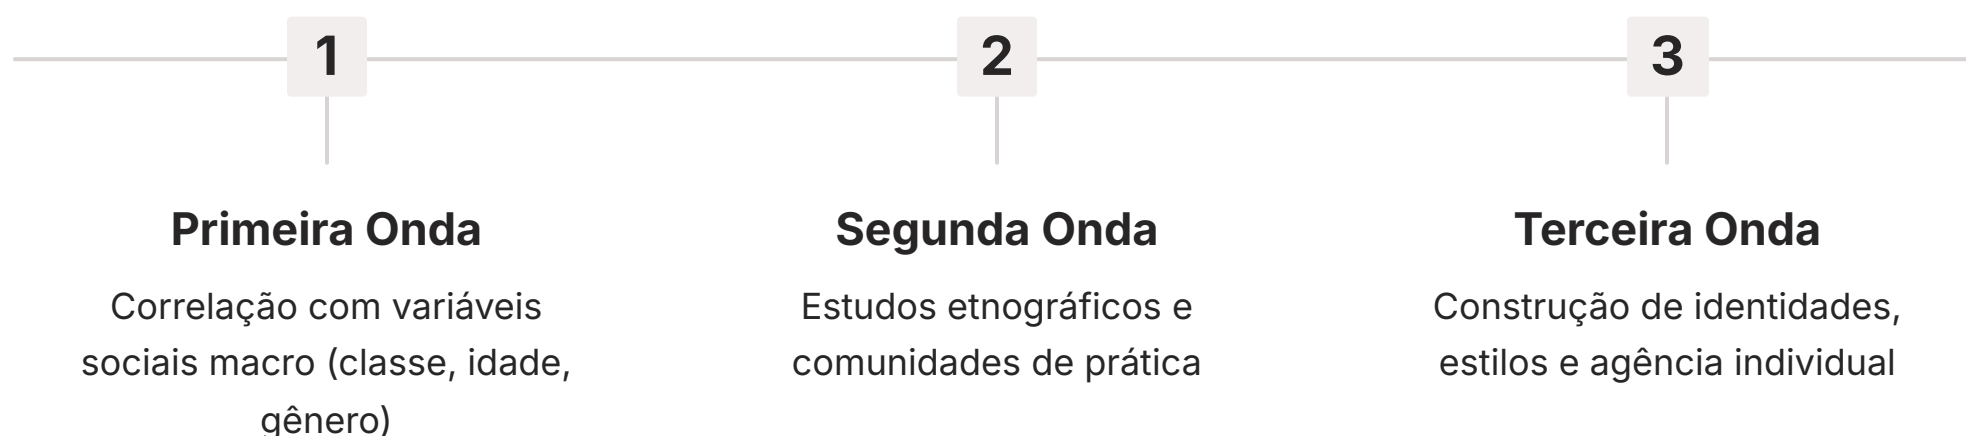 1
2
3
Primeira Onda
Correlação com variáveis
sociais macro (classe, idade,
gênero)
Segunda Onda
Estudos etnográficos e
comunidades de prática
Terceira Onda
Construção de identidades,
estilos e agência individual